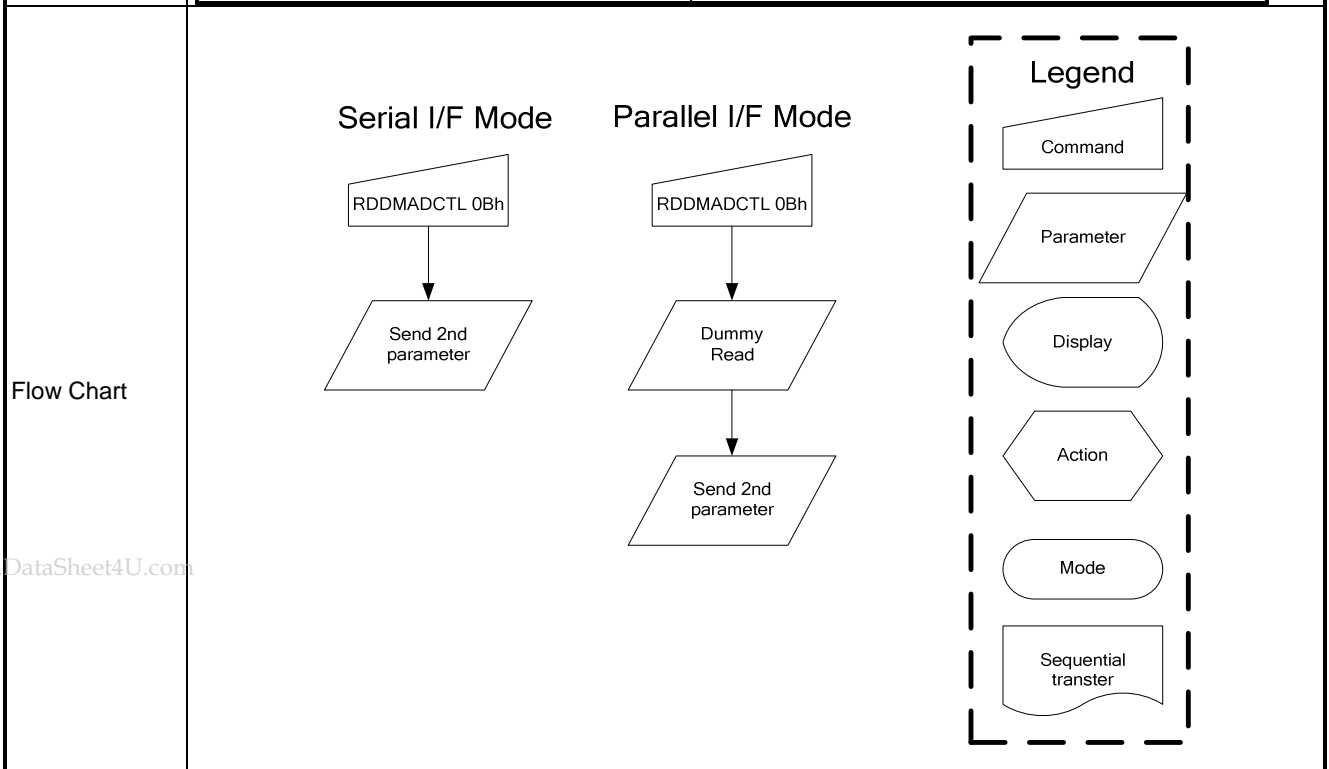 Flow Chart
Serial I/F Mode
RDDMADCTL 0Bh
Send 2nd
parameter
Parallel I/F Mode
RDDMADCTL 0Bh
Dummy
Read
Send 2nd
parameter
Legend
Command
Parameter
Display
Action
Mode
Sequential
transter
.DataSheet4U.com